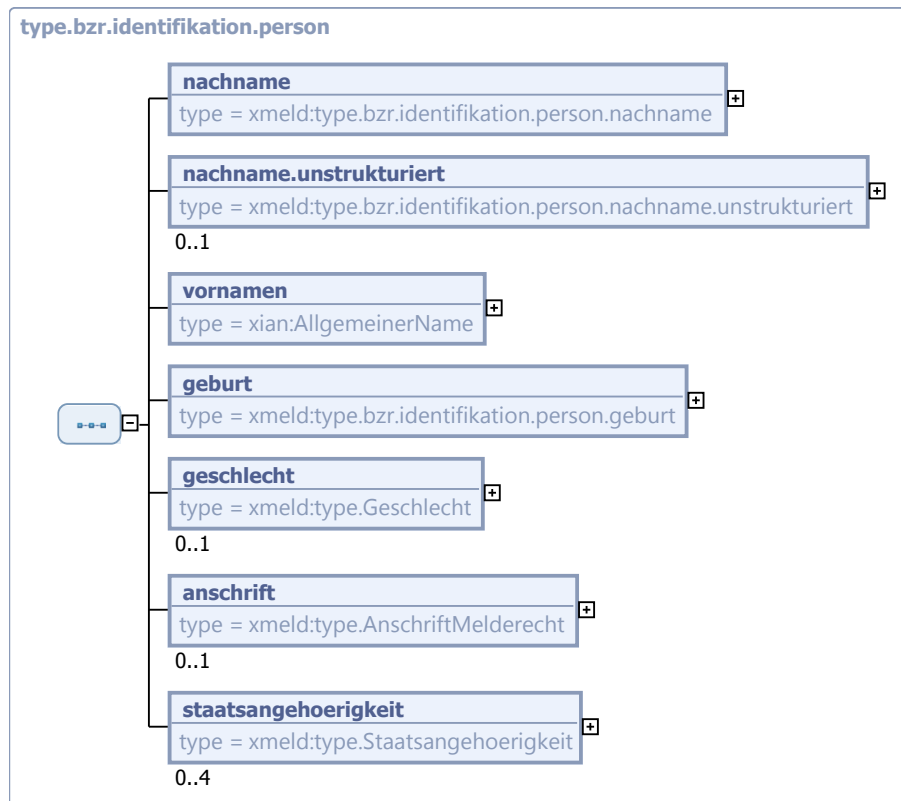 type.bzr.identifikation.person
nachname
type = xmeld:type.bzr.identifikation.person.nachname
nachname.unstrukturiert
type = xmeld:type.bzr.identifikation.person.nachname.unstrukturiert
0..1
vornamen
type = xian:AllgemeinerName
geburt
type = xmeld:type.bzr.identifikation.person.geburt
geschlecht
type = xmeld:type.Geschlecht
0..1
anschrift
type = xmeld:type.AnschriftMelderecht
0..1
staatsangehoerigkeit
type = xmeld:type.Staatsangehoerigkeit
0..4